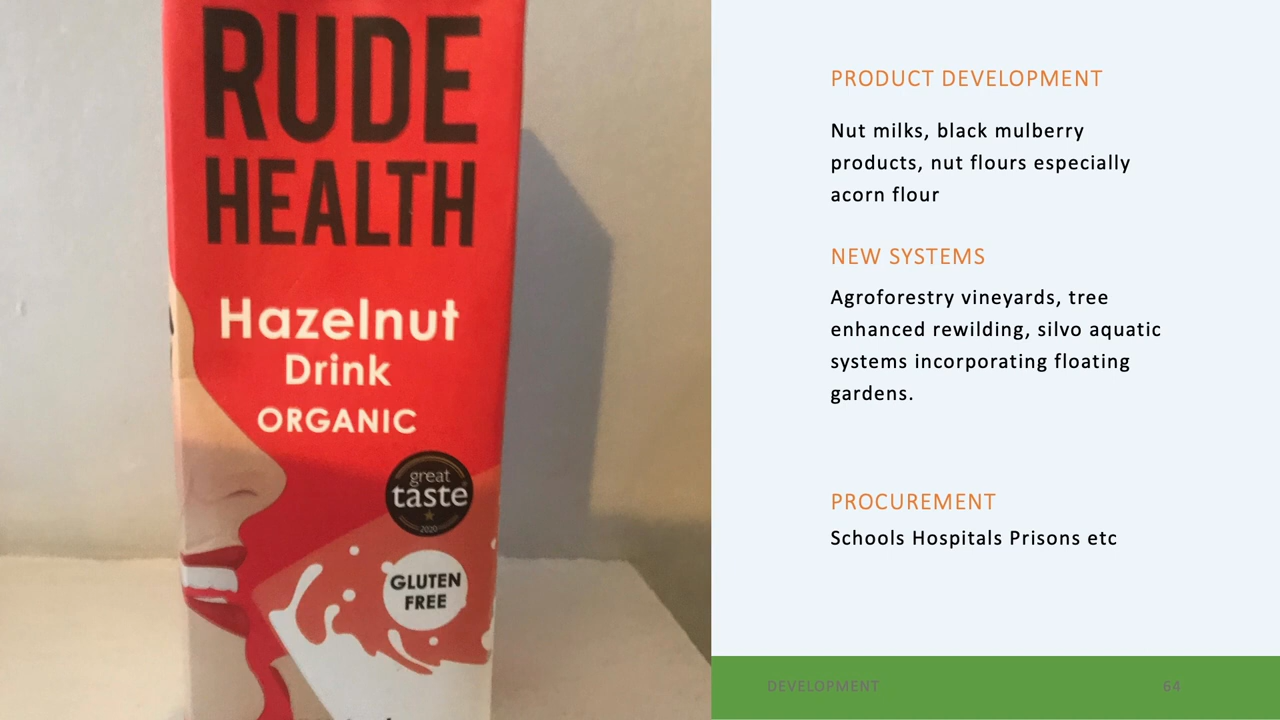 RUDE
HEALTH
Hazelnut
Drink
ORGANIC
great
taste
2020
GLUTEN
FREE
PRODUCT DEVELOPMENT
Nut milks, black mulberry
products, nut flours especially
acorn flour
NEW SYSTEMS
Agroforestry vineyards, tree
enhanced rewilding, silvo aquatic
systems incorporating floating
gardens.
PROCUREMENT
Schools Hospitals Prisons etc
DEVELOPMENT
64